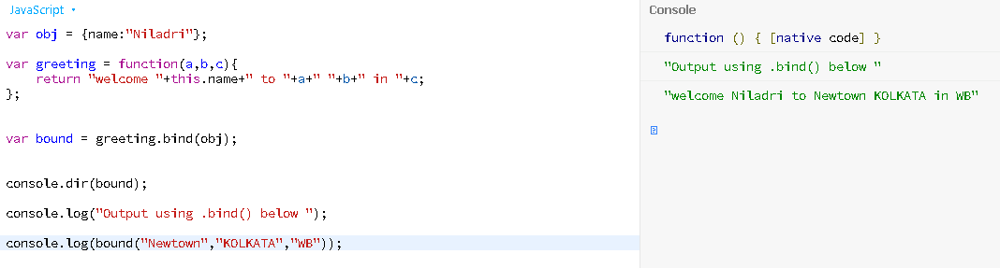 JavaScript
var obj = {name:"Niladri"};
var greeting = function(a,b,c){
    return "welcome "+this.name+" to "+a+" "+b+" in "+c;
};
var bound = greeting.bind(obj);
console.dir(bound);
console.log("Output using .bind() below ");
console.log(bound("Newtown","KOLKATA","WB"));
Console
function () { [native code] }
"Output using .bind() below "
"welcome Niladri to Newtown KOLKATA in WB"